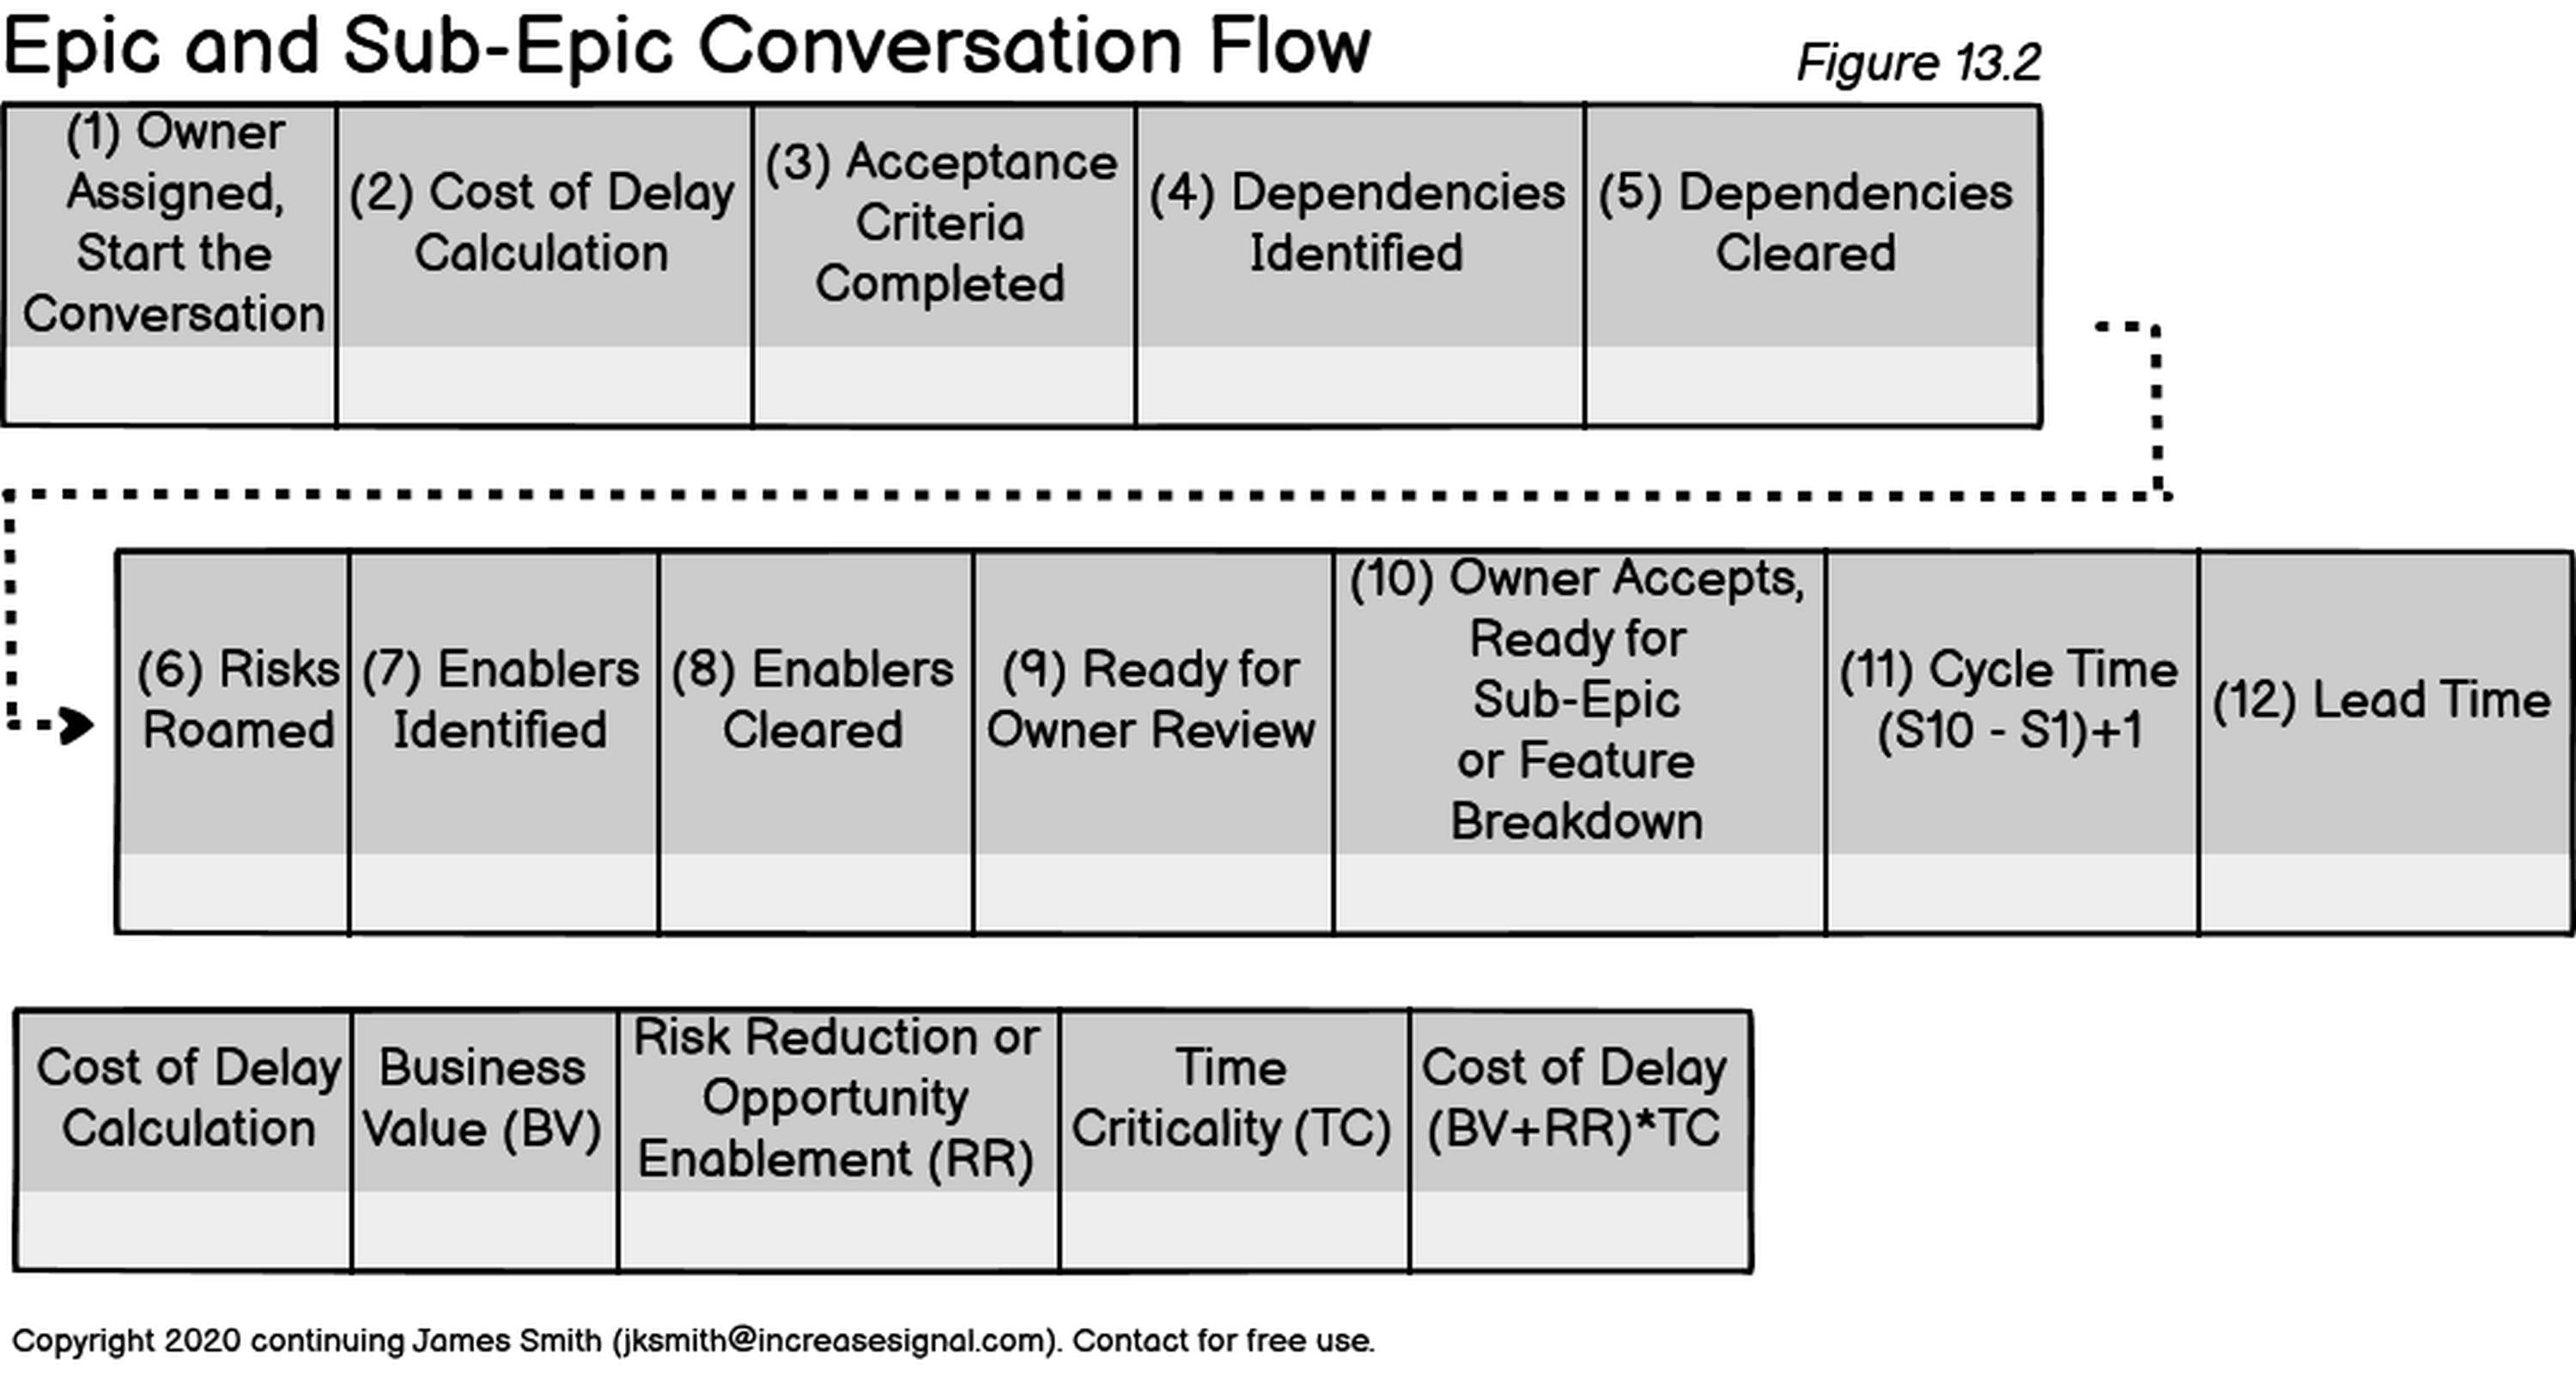 Epic and Sub-Epic Conversation Flow
Figure 13.2
(1) Owner
Assigned,
Start the
Conversation
(2) Cost of Delay
Calculation
(3) Acceptance
Criteria
Completed
(4) Dependencies
Identified
(5) Dependencies
Cleared
(6) Risks
Roamed
(7) Enablers
Identified
(8) Enablers
Cleared
(9) Ready for
Owner Review
(10) Owner Accepts,
Ready for
Sub-Epic
or Feature
Breakdown
(11) Cycle Time
(S10 - S1)+1
(12) Lead Time
Cost of Delay
Calculation
Business
Value (BV)
Risk Reduction or
Opportunity
Enablement (RR)
Time
Criticality (TC)
Cost of Delay
(BV+RR)*TC
Copyright 2020 continuing James Smith (jksmith@increasesignal.com). Contact for free use.